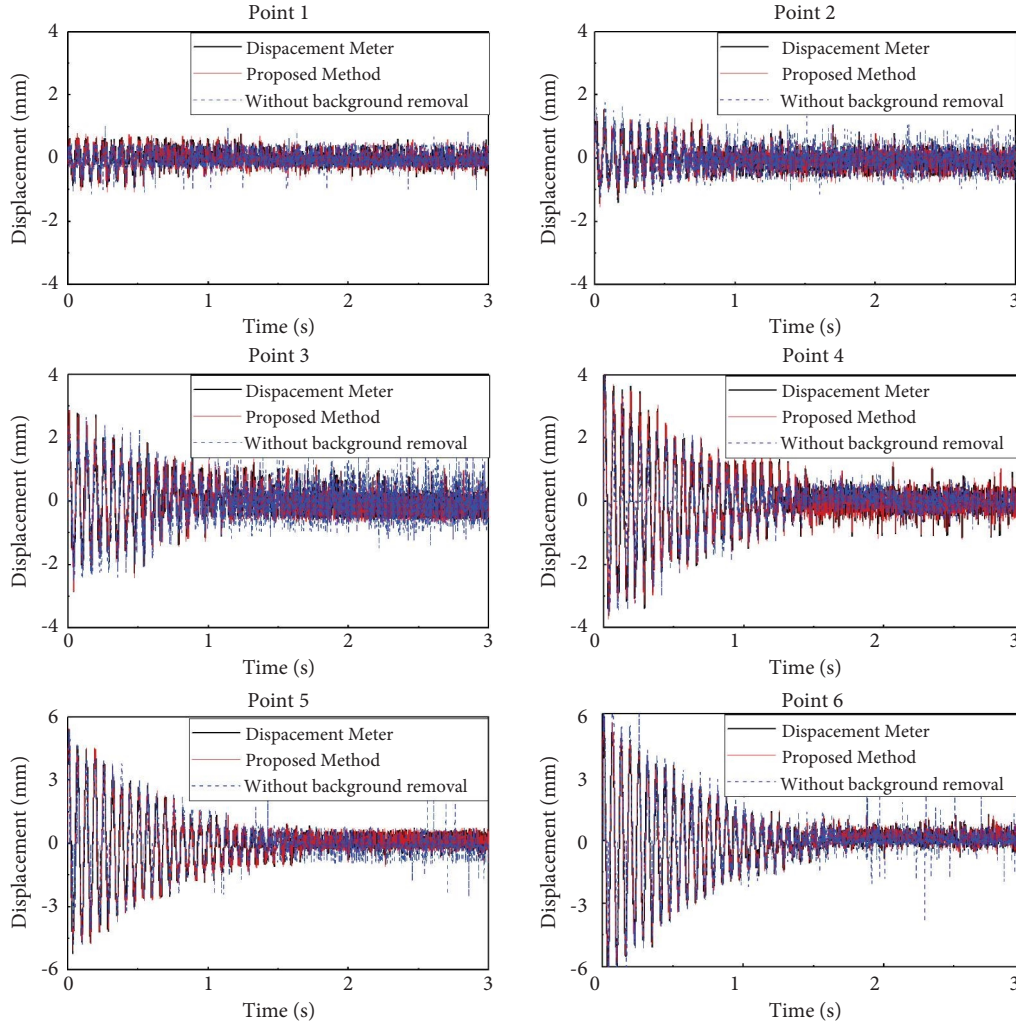 Point 1
4
2
0
-2
-4
Displacement (mm)
Dispacement Meter
Proposed Method
Without background removal
0 1 2 3
Time (s)
Point 2
4
2
0
-2
-4
Displacement (mm)
Dispacement Meter
Proposed Method
Without background removal
0 1 2 3
Time (s)
Point 3
4
2
0
-2
-4
Displacement (mm)
Dispacement Meter
Proposed Method
Without background removal
0 1 2 3
Time (s)
Point 4
4
2
0
-2
-4
Displacement (mm)
Dispacement Meter
Proposed Method
Without background removal
0 1 2 3
Time (s)
Point 5
6
3
0
-3
-6
Displacement (mm)
Dispacement Meter
Proposed Method
Without background removal
0 1 2 3
Time (s)
Point 6
6
3
0
-3
-6
Displacement (mm)
Dispacement Meter
Proposed Method
Without background removal
0 1 2 3
Time (s)